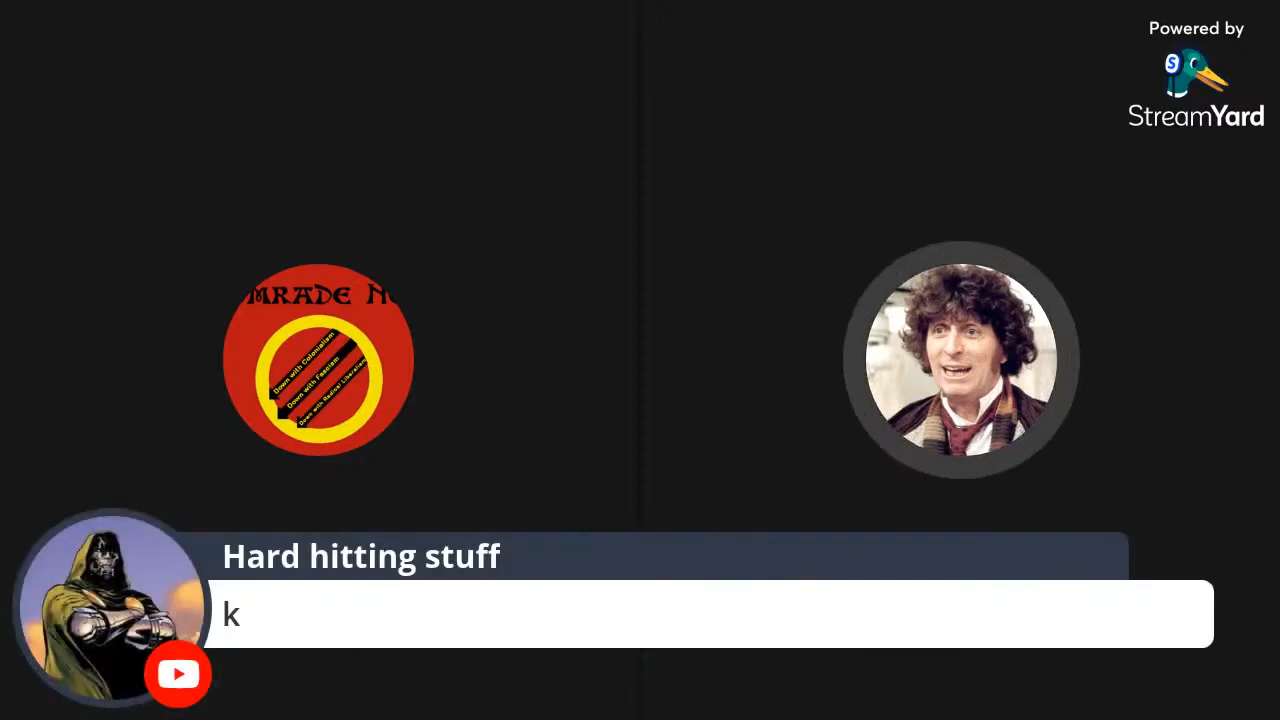 Powered by
StreamYard
MRADE N
Down with Colonialism
Down with Fascism
Down with Radical Liberalism
Hard hitting stuff
k